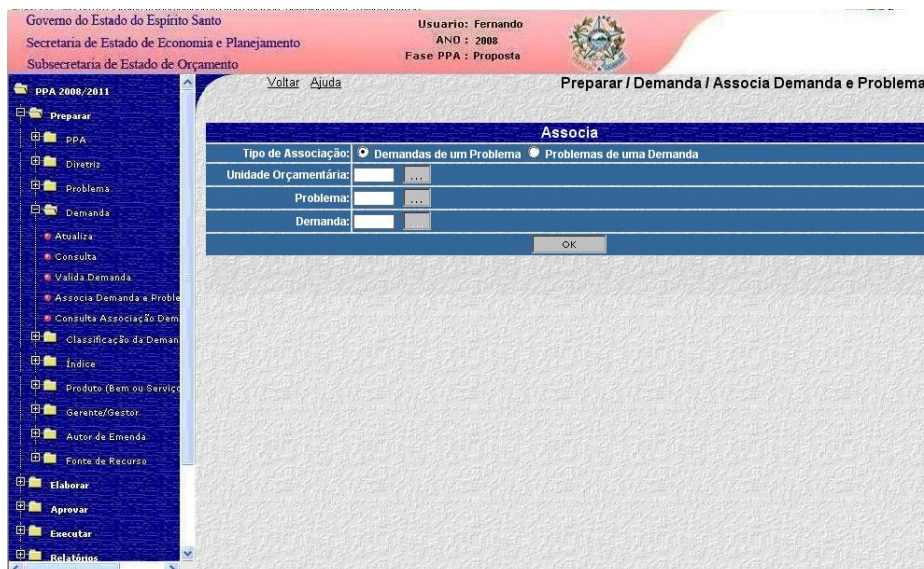 Governo do Estado do Espírito Santo
Secretaria de Estado de Economia e Planejamento
Subsecretaria de Estado de Orçamento
Usuario: Fernando
ANO : 2008
Fase PPA : Proposta
Voltar Ajuda
Preparar / Demanda / Associa Demanda e Problema
PPA 2008/2011
Preparar
PPA
Diretriz
Problema
Demanda
Atualiza
Consulta
Valida Demanda
Associa Demanda e Proble
Consulta Associação Dem
Classificação da Deman
Índice
Produto (Bem ou Serviço
Gerente/Gestor
Autor de Emenda
Fonte de Recurso
Elaborar
Aprovar
Executar
Relatórios
Associa
Tipo de Associação: Demandas de um Problema Problemas de uma Demanda
Unidade Orçamentária: ...
Problema: ...
Demanda: ...
OK